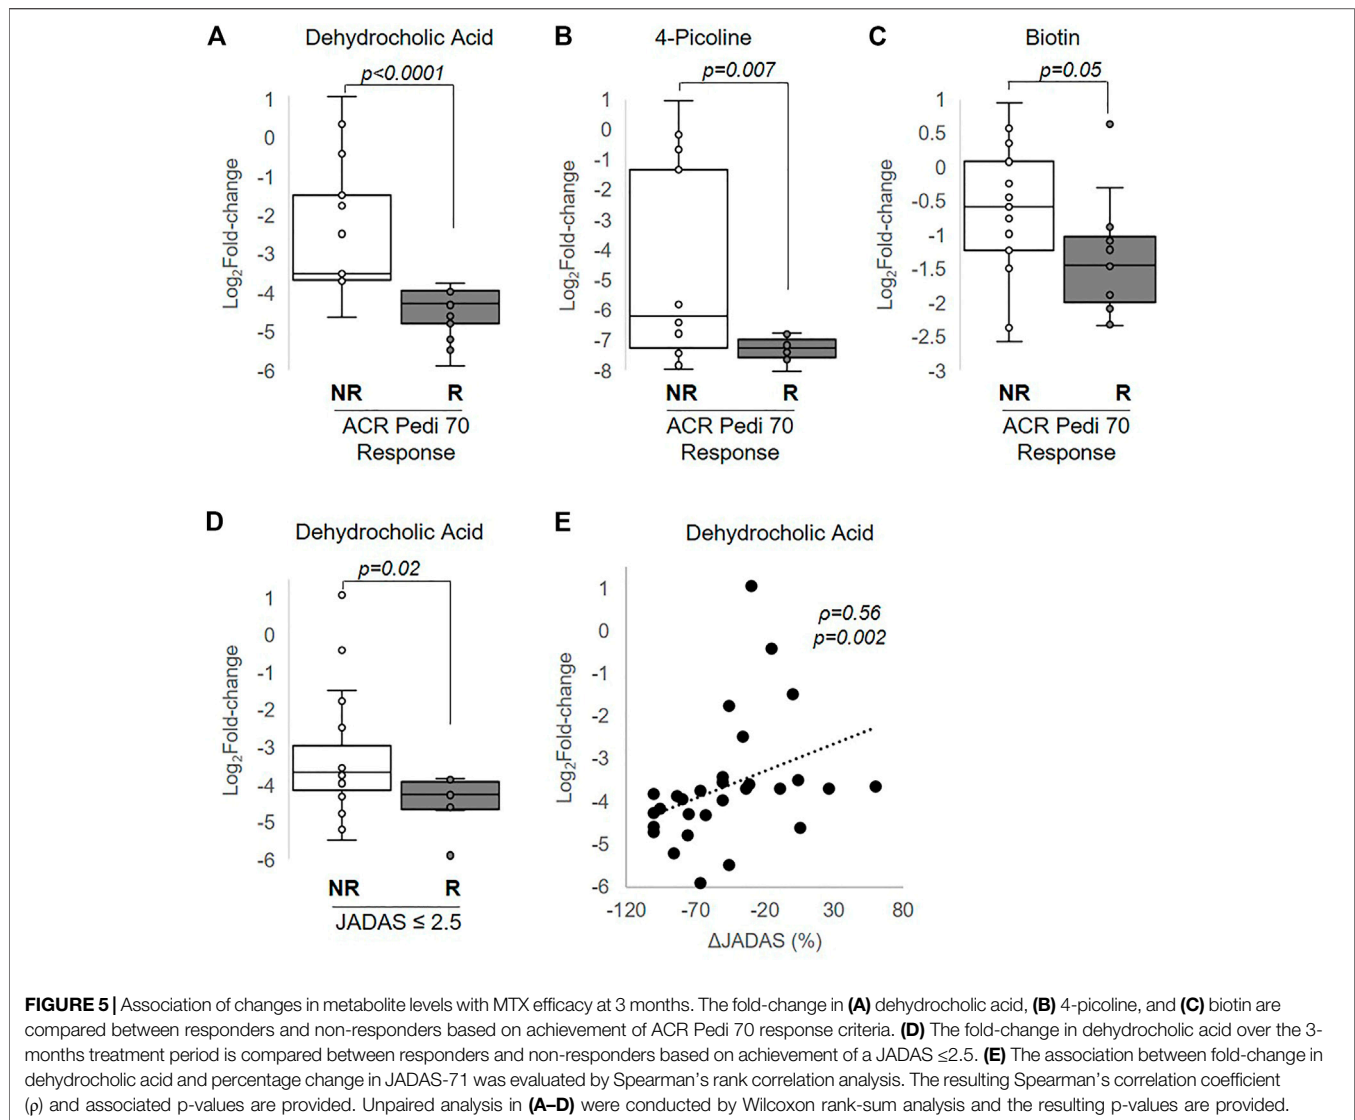 A Dehydrocholic Acid
p<0.0001
Log2Fold-change
1
0
-1
-2
-3
-4
-5
-6
NR R
ACR Pedi 70
Response
B 4-Picoline
p=0.007
Log2Fold-change
1
0
-1
-2
-3
-4
-5
-6
-7
-8
NR R
ACR Pedi 70
Response
C Biotin
p=0.05
Log2Fold-change
1
0.5
0
-0.5
-1
-1.5
-2
-2.5
-3
NR R
ACR Pedi 70
Response
D Dehydrocholic Acid
p=0.02
Log2Fold-change
1
0
-1
-2
-3
-4
-5
-6
NR R
JADAS ≤ 2.5
E Dehydrocholic Acid
ρ=0.56
p=0.002
Log2Fold-change
1
0
-1
-2
-3
-4
-5
-6
-120 -70 -20 30 80
ΔJADAS (%)
FIGURE 5 | Association of changes in metabolite levels with MTX efficacy at 3 months. The fold-change in (A) dehydrocholic acid, (B) 4-picoline, and (C) biotin are
compared between responders and non-responders based on achievement of ACR Pedi 70 response criteria. (D) The fold-change in dehydrocholic acid over the 3-
months treatment period is compared between responders and non-responders based on achievement of a JADAS ≤2.5. (E) The association between fold-change in
dehydrocholic acid and percentage change in JADAS-71 was evaluated by Spearman's rank correlation analysis. The resulting Spearman's correlation coefficient
(ρ) and associated p-values are provided. Unpaired analysis in (A–D) were conducted by Wilcoxon rank-sum analysis and the resulting p-values are provided.